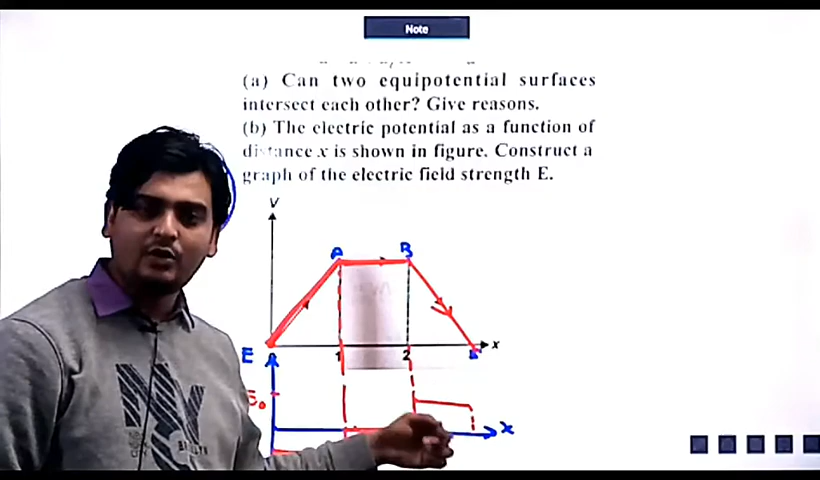 Note
(a) Can two equipotential surfaces
intersect each other? Give reasons.
(b) The electric potential as a function of
distance x is shown in figure. Construct a
graph of the electric field strength E.
V
A
B
x
E
1
2
x